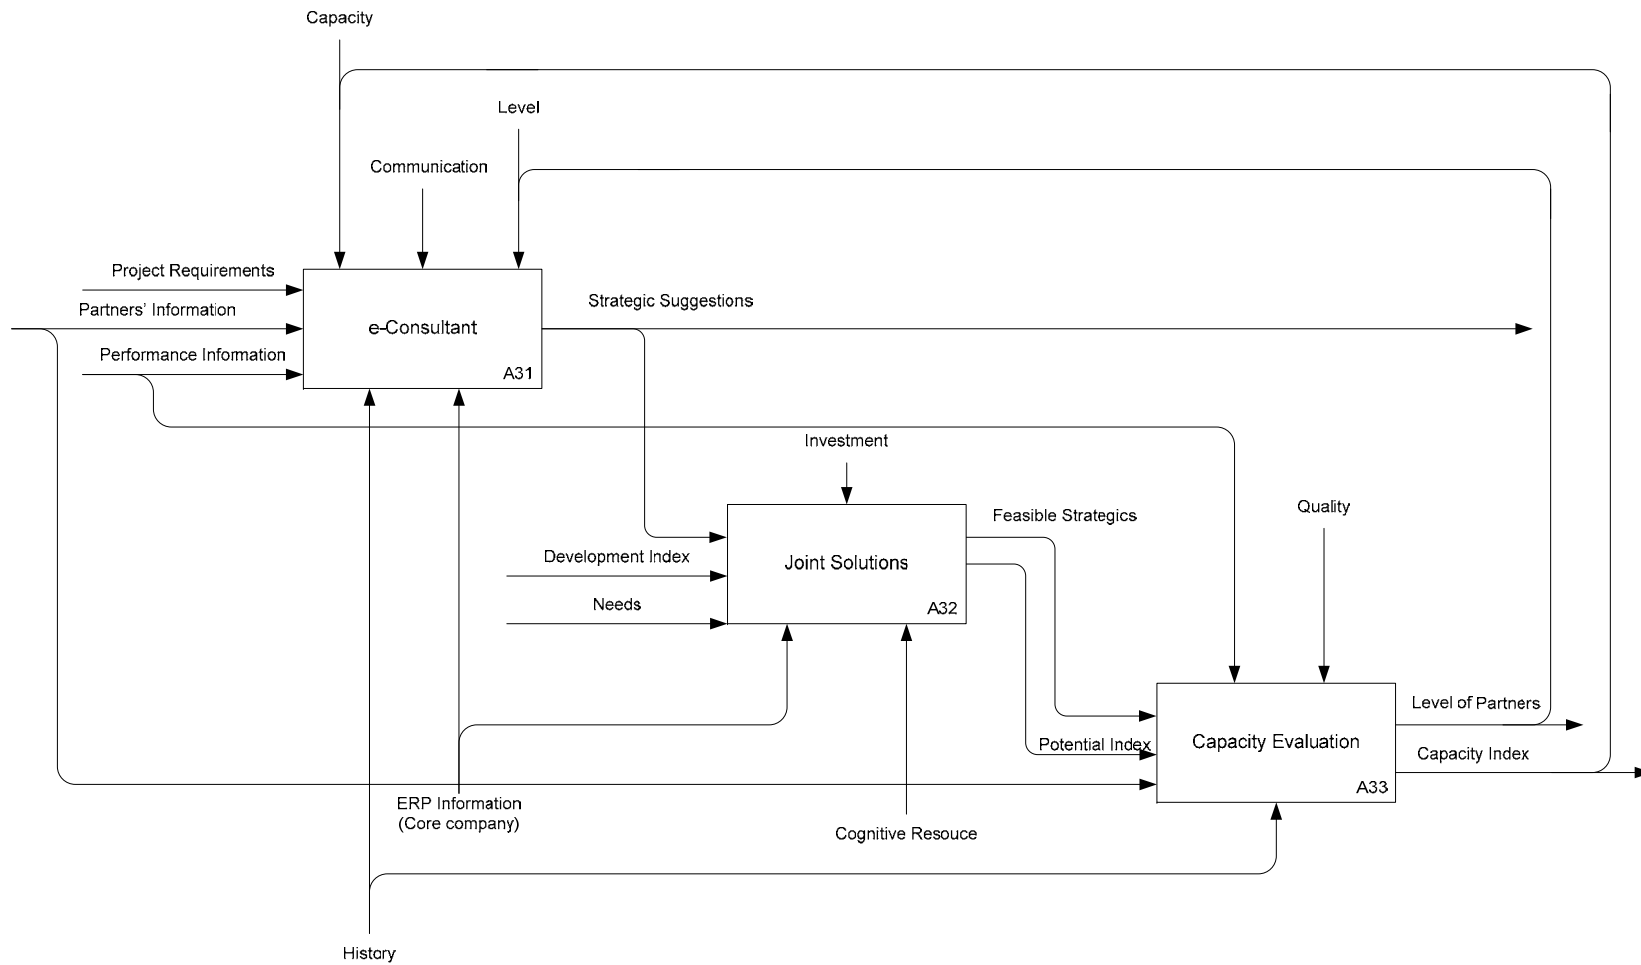 Capacity
Level
Communication
Project Requirements
Partners' Information
Performance Information
e-Consultant
A31
Strategic Suggestions
Investment
Feasible Strategics
Quality
Development Index
Joint Solutions
Needs
A32
Level of Partners
Potential Index
Capacity Evaluation
Capacity Index
A33
ERP Information
(Core company)
Cognitive Resouce
History